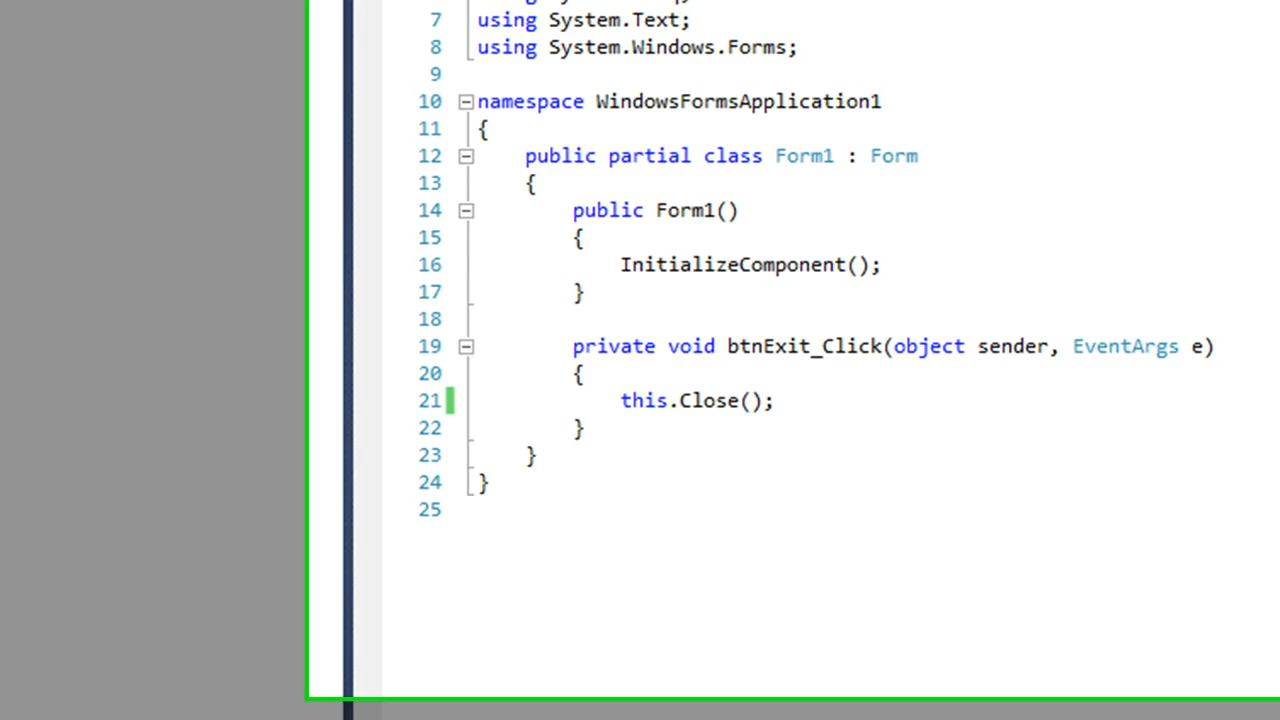 7 using System.Text;
8 using System.Windows.Forms;
9
10 namespace WindowsFormsApplication1
11 {
12 public partial class Form1 : Form
13 {
14 public Form1()
15 {
16 InitializeComponent();
17 }
18
19 private void btnExit_Click(object sender, EventArgs e)
20 {
21 this.Close();
22 }
23 }
24 }
25